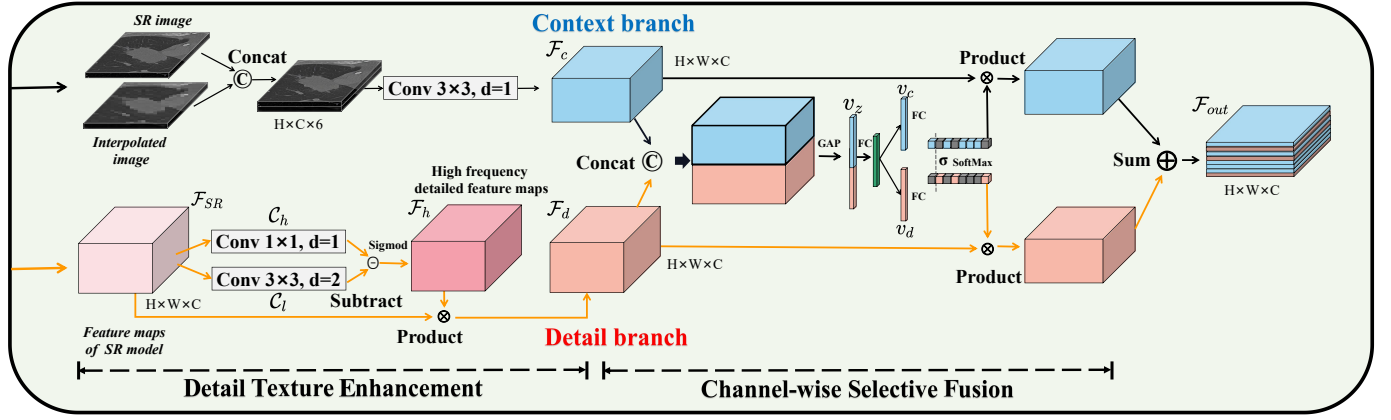 SR image
Concat
©
H×C×6
Interpolated
image
Conv 3×3, d=1
Context branch
F_c
H×W×C
Product
⊗
Concat
©
GAP
v_z
FC
v_c
FC
v_d
FC
σ SoftMax
Sum
⊕
F_out
H×W×C
F_SR
H×W×C
Feature maps
of SR model
C_h
Conv 1×1, d=1
Conv 3×3, d=2
C_l
Sigmod
⊖
Subtract
High frequency
detailed feature maps
F_h
⊗
Product
F_d
H×W×C
Detail branch
⊗
Product
Detail Texture Enhancement
Channel-wise Selective Fusion